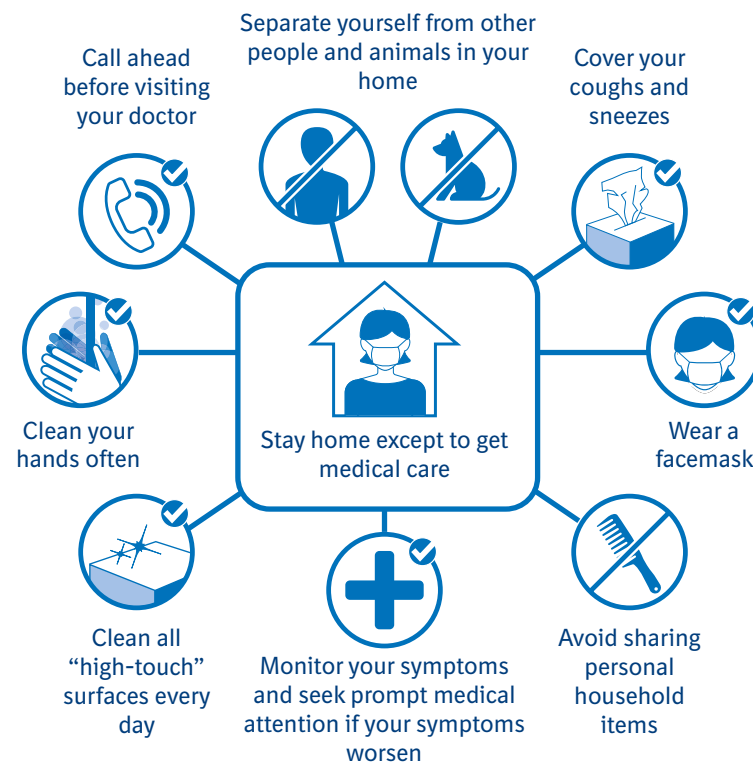 Separate yourself from other
people and animals in your
home
Call ahead
before visiting
your doctor
Cover your
coughs and
sneezes
Clean your
hands often
Stay home except to get
medical care
Wear a
facemask
Clean all
“high-touch”
surfaces every
day
Monitor your symptoms
and seek prompt medical
attention if your symptoms
worsen
Avoid sharing
personal
household
items